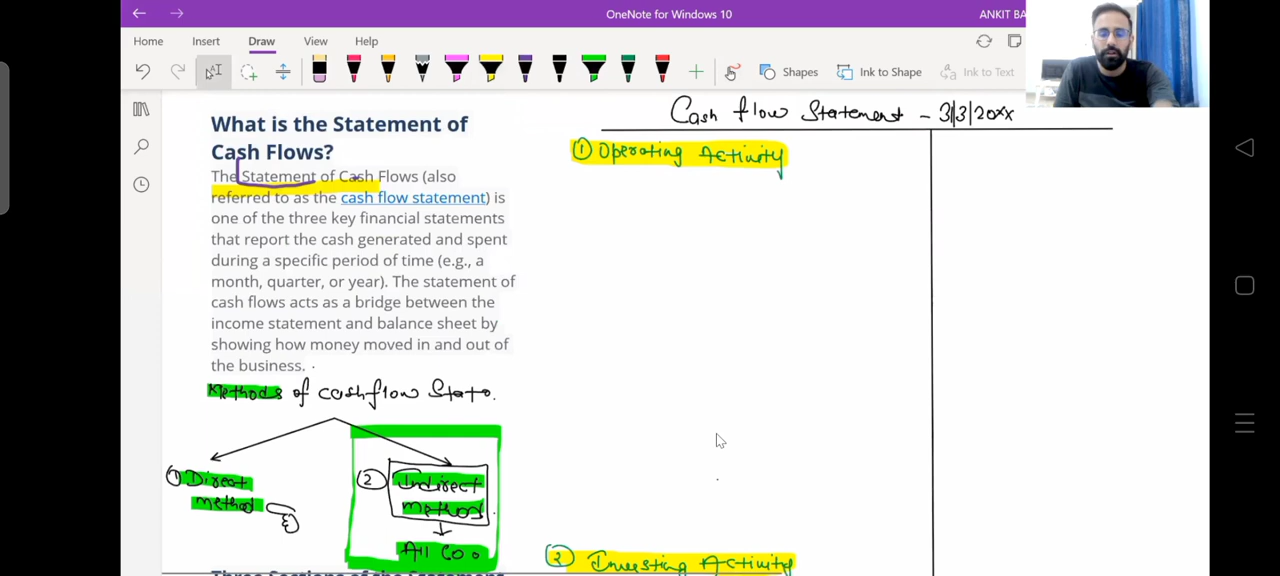 OneNote for Windows 10
ANKIT BA
Home Insert Draw View Help
Shapes Ink to Shape Ink to Text
What is the Statement of
Cash Flows?
The Statement of Cash Flows (also
referred to as the cash flow statement) is
one of the three key financial statements
that report the cash generated and spent
during a specific period of time (e.g., a
month, quarter, or year). The statement of
cash flows acts as a bridge between the
income statement and balance sheet by
showing how money moved in and out of
the business.
Methods of cashflow
① Direct
method
② Indirect
method
All Co
Cash flow Statement - 31/3/20xx
① Operating Activity
② Investing Activity